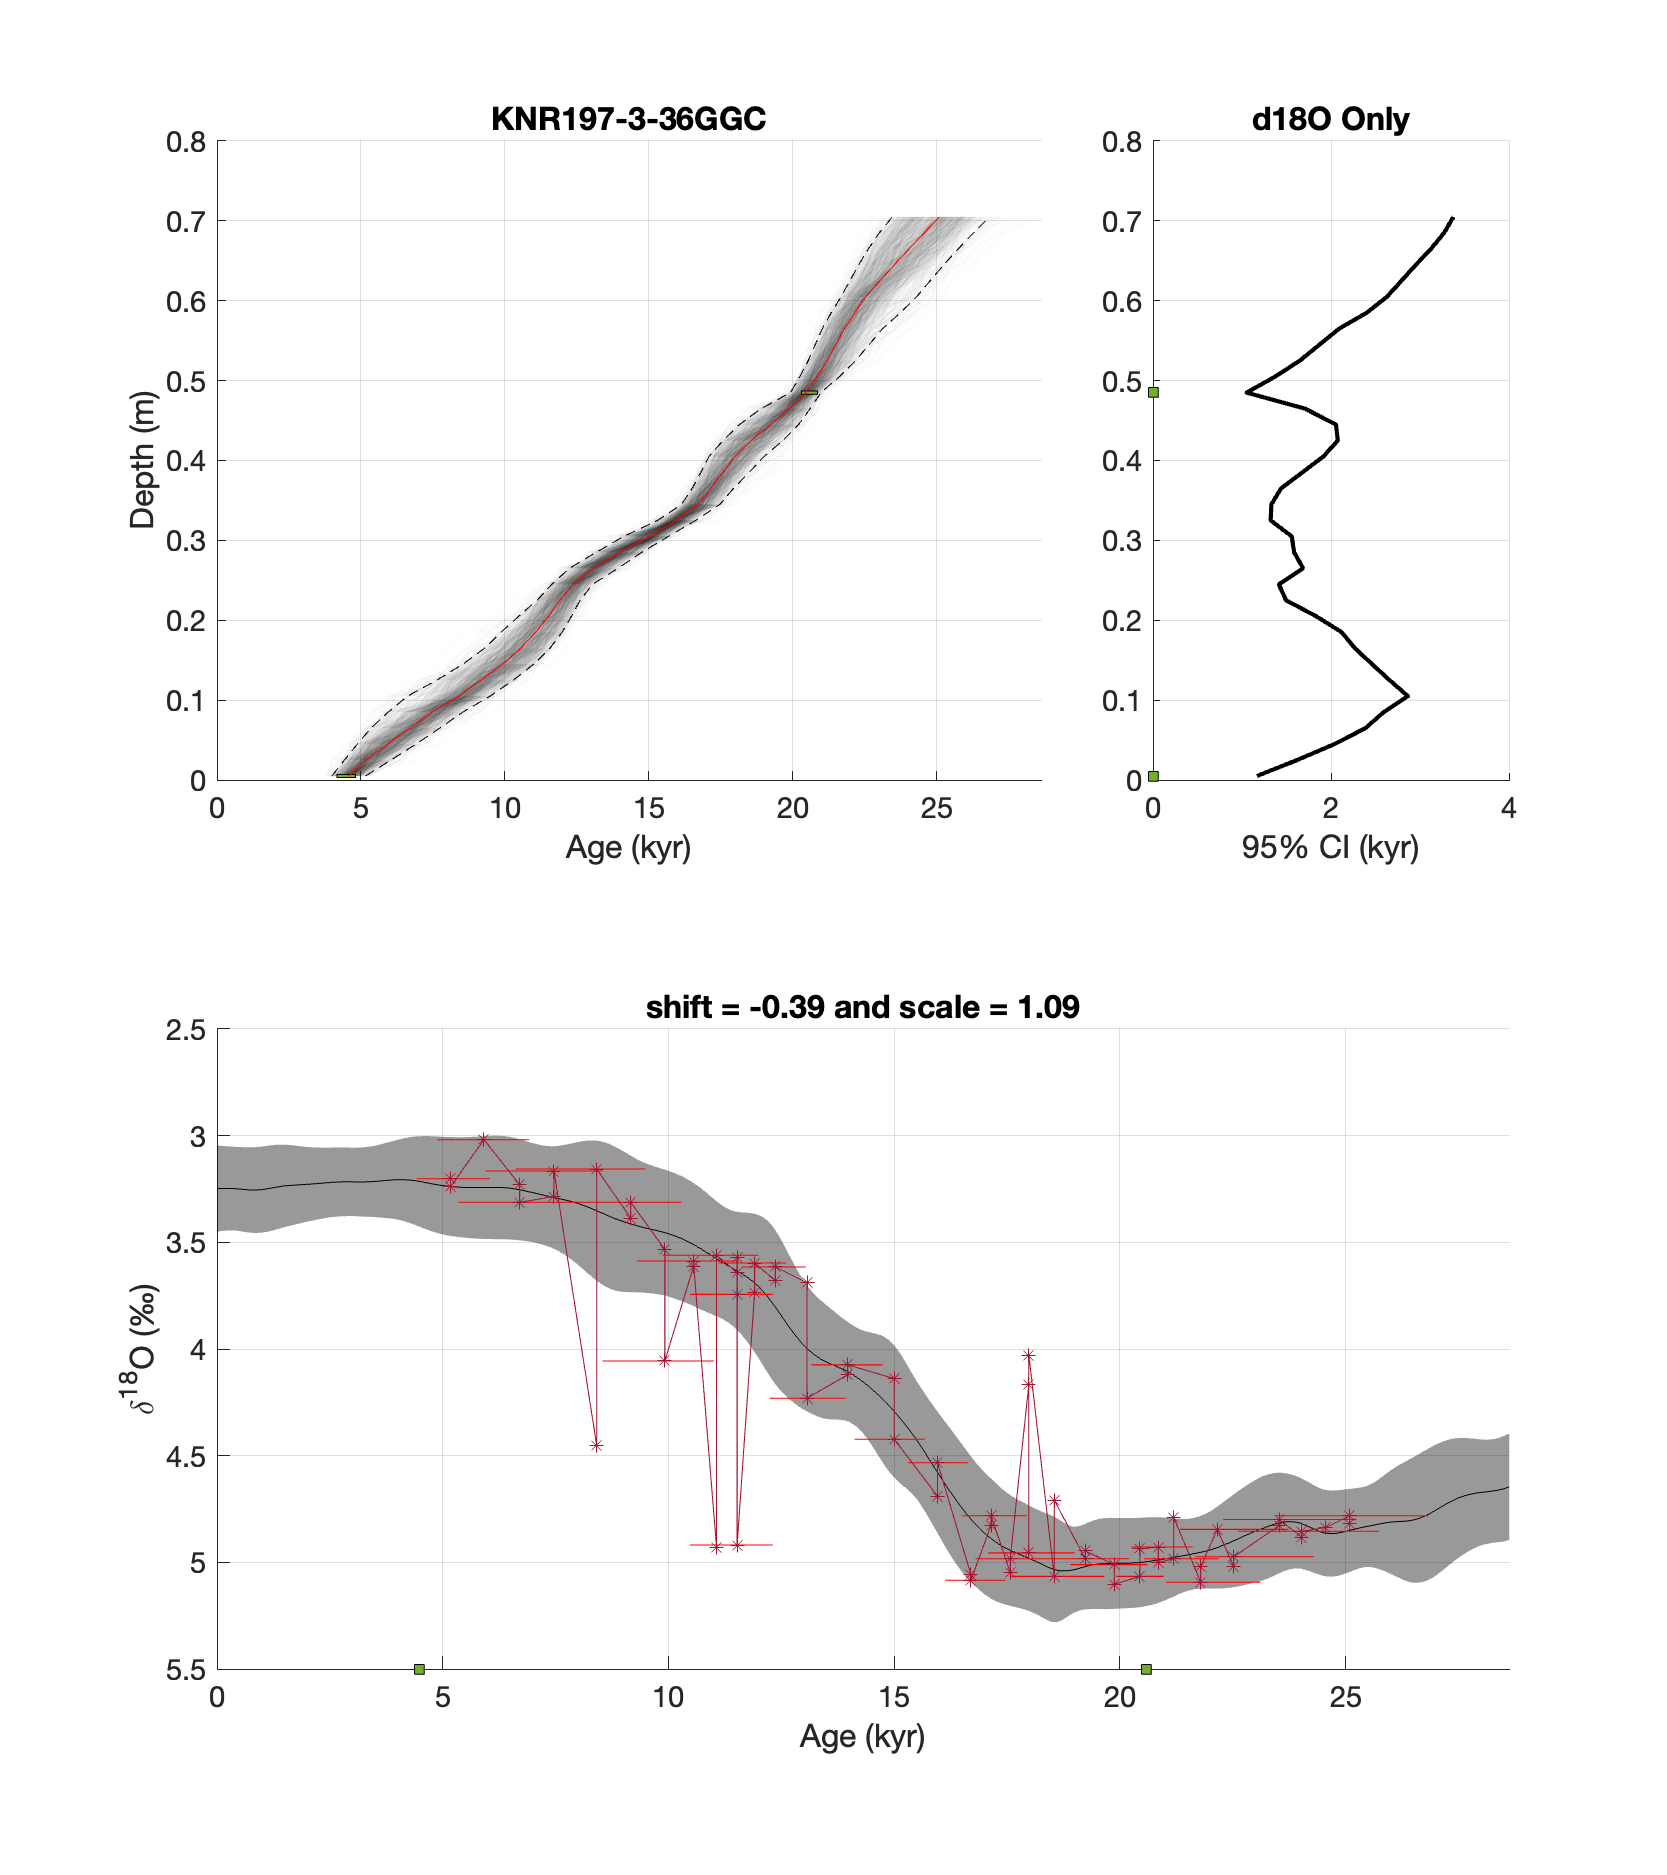 KNR197-3-36GGC
d18O Only
0.8
0.7
0.6
0.5
0.4
0.3
0.2
0.1
0
Depth (m)
0 5 10 15 20 25
Age (kyr)
0.8
0.7
0.6
0.5
0.4
0.3
0.2
0.1
0
0 2 4
95% CI (kyr)
shift = -0.39 and scale = 1.09
2.5
3
3.5
4
4.5
5
5.5
δ¹⁸O (‰)
0 5 10 15 20 25
Age (kyr)